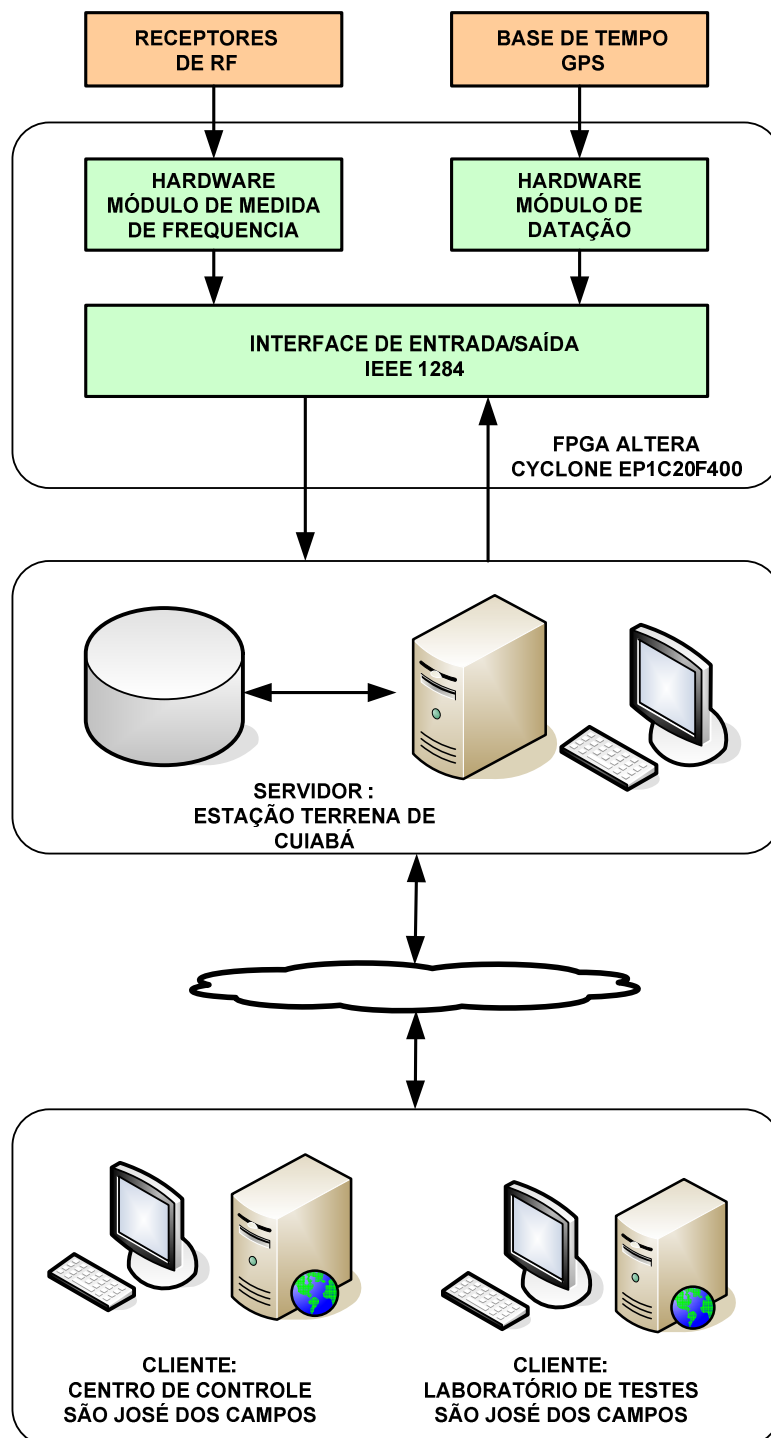 RECEPTORES
DE RF
BASE DE TEMPO
GPS
HARDWARE
MÓDULO DE MEDIDA
DE FREQUENCIA
HARDWARE
MÓDULO DE
DATAÇÃO
INTERFACE DE ENTRADA/SAÍDA
IEEE 1284
FPGA ALTERA
CYCLONE EP1C20F400
SERVIDOR :
ESTAÇÃO TERRENA DE
CUIABÁ
CLIENTE:
CENTRO DE CONTROLE
SÃO JOSÉ DOS CAMPOS
CLIENTE:
LABORATÓRIO DE TESTES
SÃO JOSÉ DOS CAMPOS